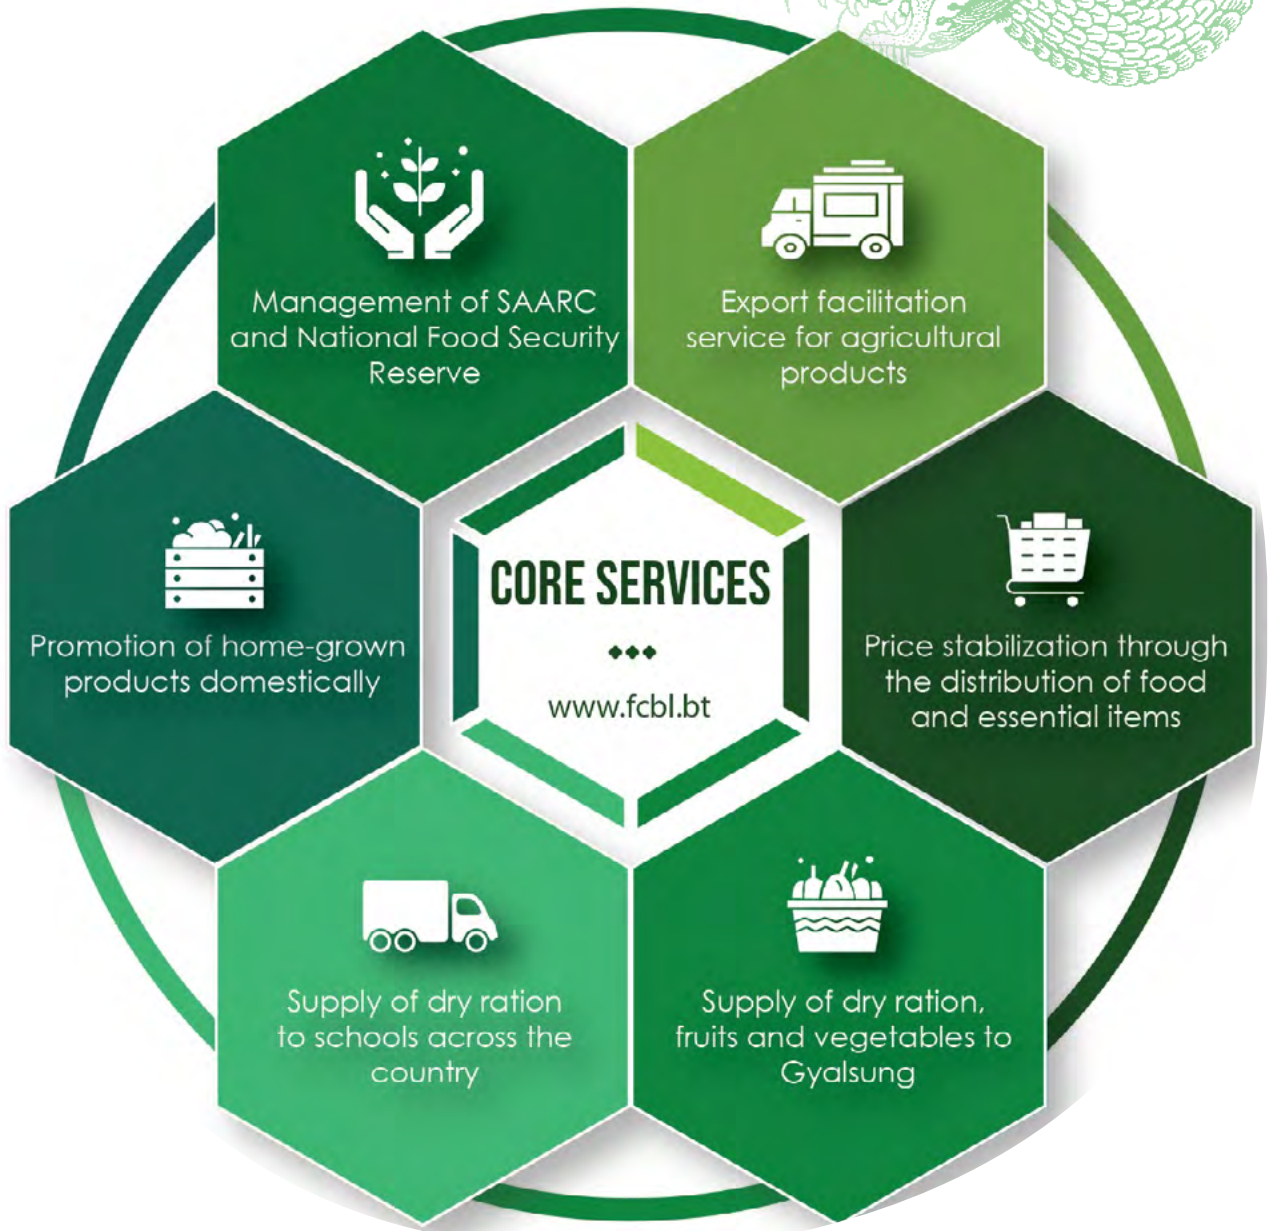 Management of SAARC
and National Food Security
Reserve
Export facilitation
service for agricultural
products
Promotion of home-grown
products domestically
CORE SERVICES
www.fcbl.bt
Price stabilization through
the distribution of food
and essential items
Supply of dry ration
to schools across the
country
Supply of dry ration,
fruits and vegetables to
Gyalsung